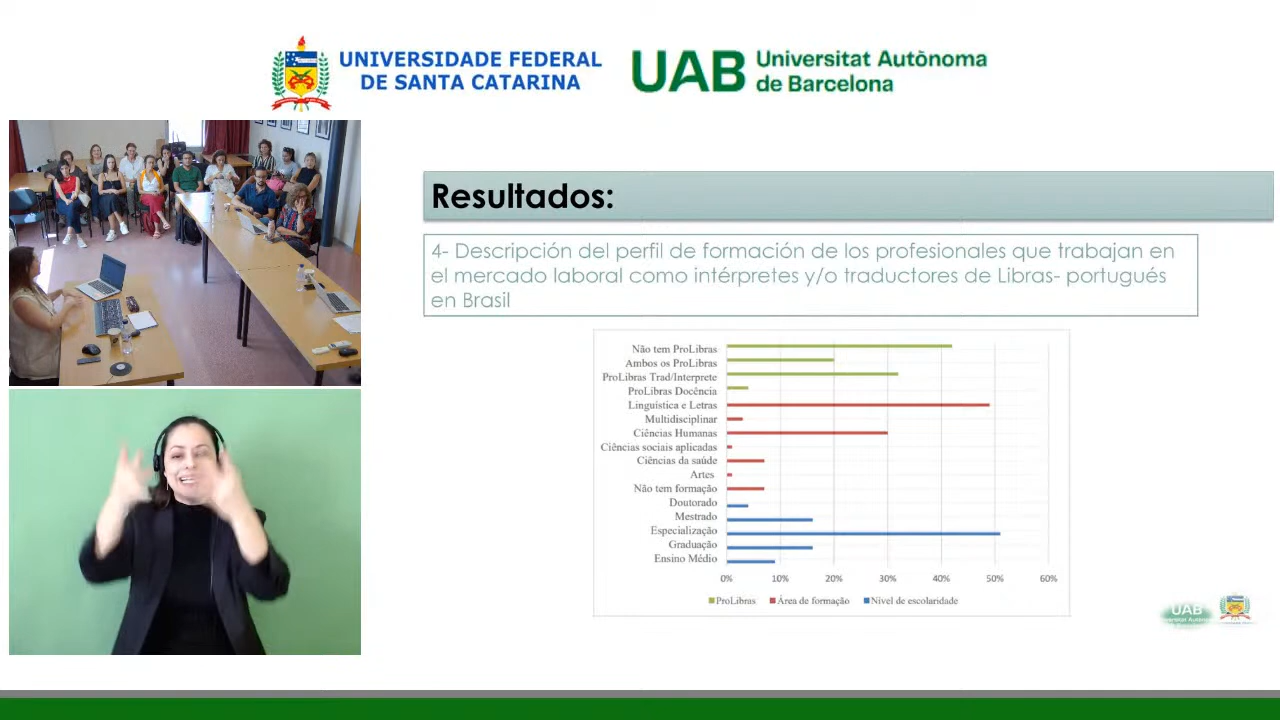 UNIVERSIDADE FEDERAL
DE SANTA CATARINA
UAB
Universitat Autònoma
de Barcelona
Resultados:
4- Descripción del perfil de formación de los profesionales que trabajan en
el mercado laboral como intérpretes y/o traductores de Libras- portugués
en Brasil
Não tem ProLibras
Ambos os ProLibras
ProLibras Trad/Interprete
ProLibras Docência
Linguística e Letras
Multidisciplinar
Ciências Humanas
Ciências sociais aplicadas
Ciências da saúde
Artes
Não tem formação
Doutorado
Mestrado
Especialização
Graduação
Ensino Médio
0% 10% 20% 30% 40% 50% 60%
ProLibras Área de formação Nível de escolaridade
UAB